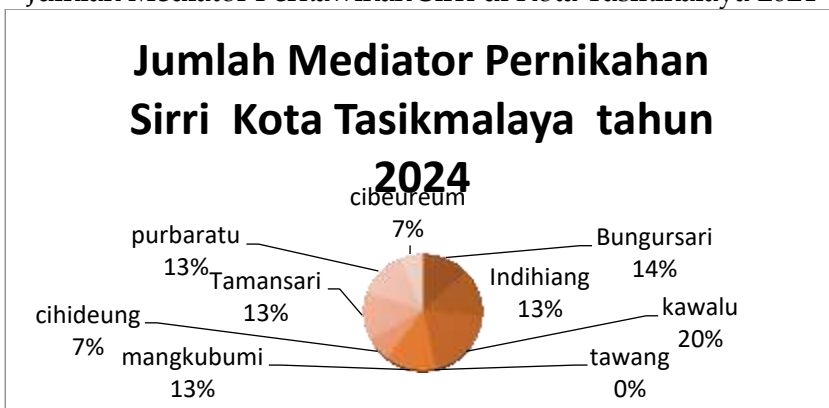 Jumlah Mediator Pernikahan
Sirri Kota Tasikmalaya tahun
2024
cibeureum
7%
Bungursari
14%
Indihiang
13%
kawalu
20%
tawang
0%
mangkubumi
13%
cihideung
7%
Tamansari
13%
purbaratu
13%